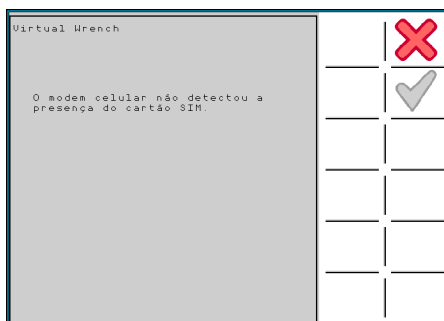 Virtual Wrench
O modem celular não detectou a
presença do cartão SIM.